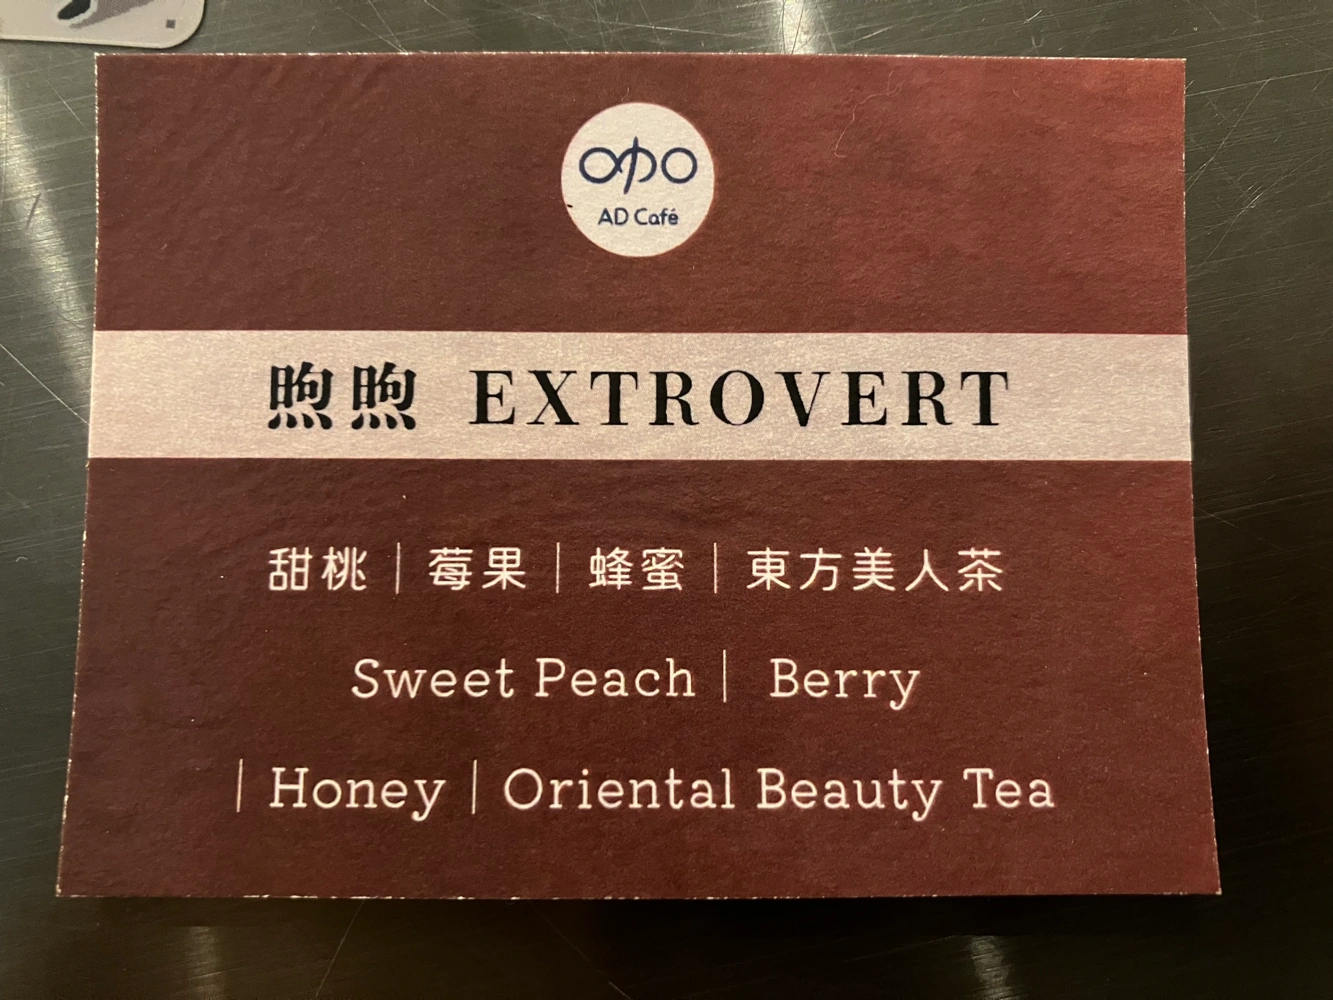 AD Café
煦煦 EXTROVERT
甜桃｜莓果｜蜂蜜｜東方美人茶
Sweet Peach｜ Berry
｜Honey｜Oriental Beauty Tea